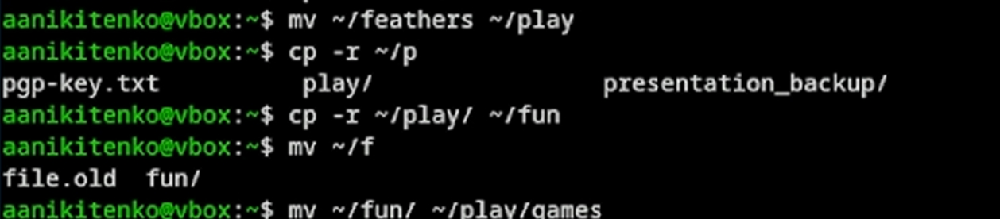 aanikitenko@vbox:~$ mv ~/feathers ~/play
aanikitenko@vbox:~$ cp -r ~/p
pgp-key.txt play/ presentation_backup/
aanikitenko@vbox:~$ cp -r ~/play/ ~/fun
aanikitenko@vbox:~$ mv ~/f
file.old fun/
aanikitenko@vbox:~$ mv ~/fun/ ~/play/games